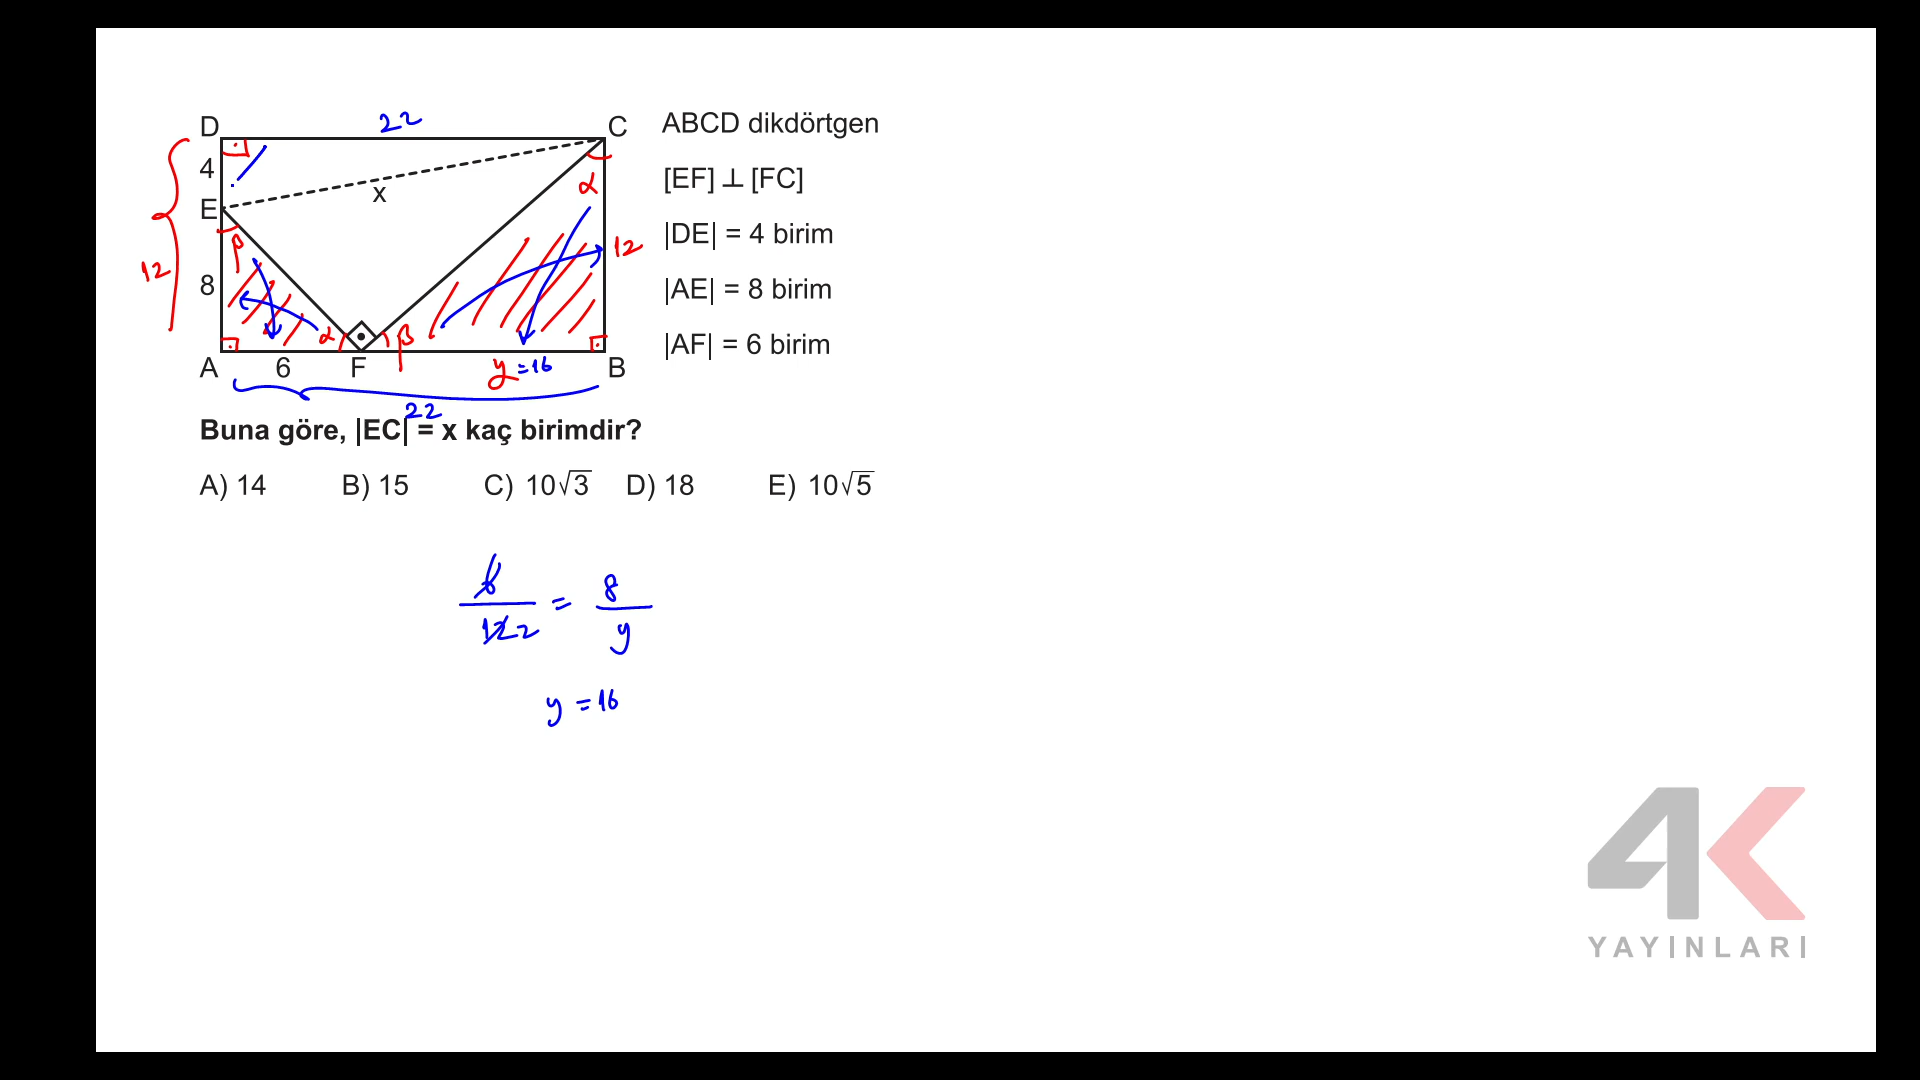 D 22 C
4
x
E
β
α
12
12
8
α
β
A 6 F y = 16 B
22
ABCD dikdörtgen
[EF] ⊥ [FC]
|DE| = 4 birim
|AE| = 8 birim
|AF| = 6 birim
Buna göre, |EC| = x kaç birimdir?
A) 14 B) 15 C) 10√3 D) 18 E) 10√5
6/12 2 = 8/y
y = 16
4K
YAYINLARI